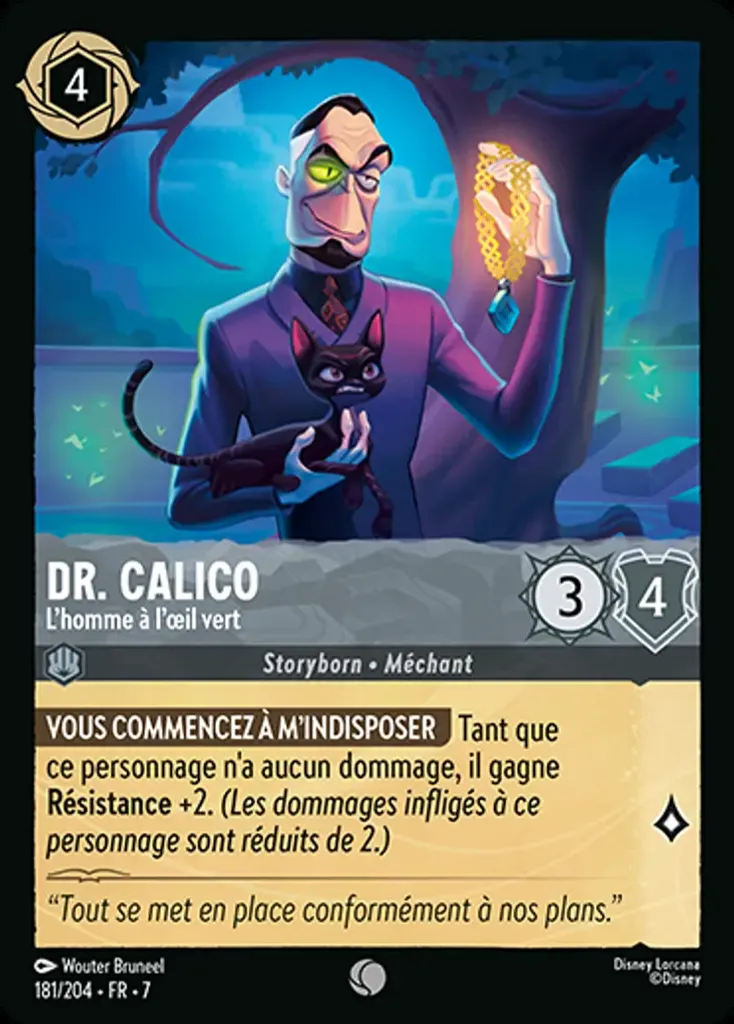 4
DR. CALICO
L'homme à l'œil vert
3
4
Storyborn • Méchant
VOUS COMMENCEZ À M'INDISPOSER Tant que
ce personnage n'a aucun dommage, il gagne
Résistance +2. (Les dommages infligés à ce
personnage sont réduits de 2.)
“Tout se met en place conformément à nos plans.”
Wouter Bruneel
181/204 • FR • 7
Disney Lorcana
©Disney